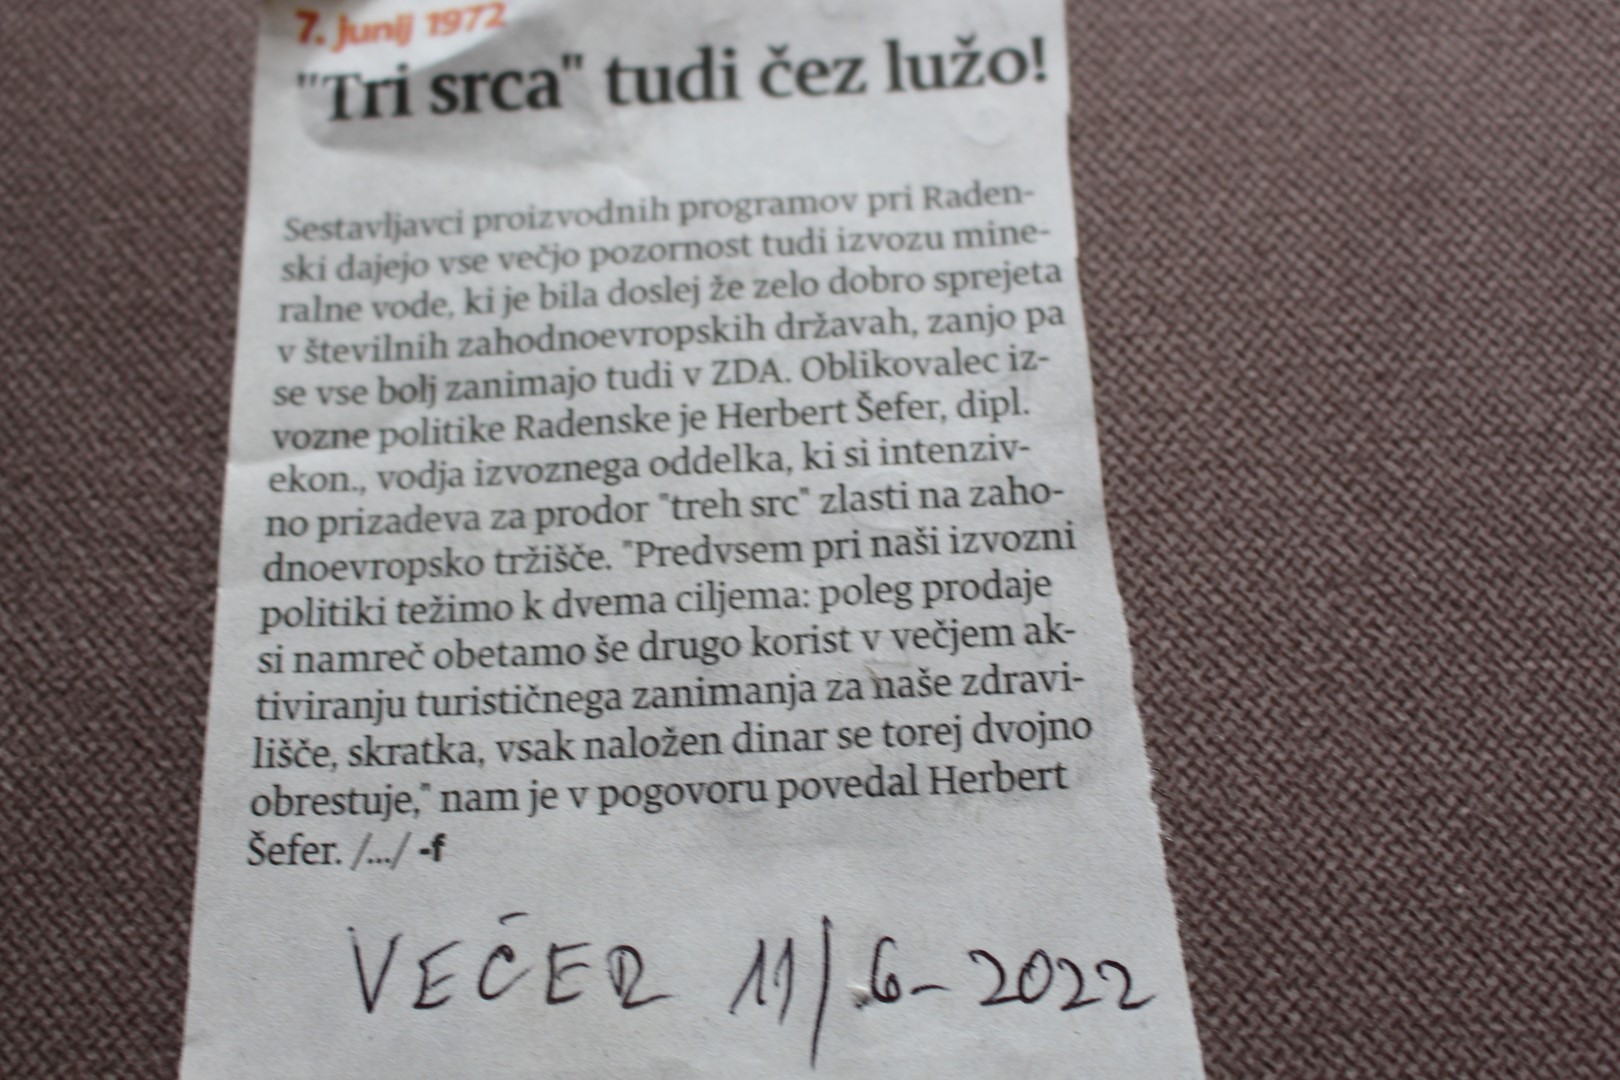 7. junij 1972
"Tri srca" tudi čez lužo!
Sestavljavci proizvodnih programov pri Raden-
ski dajejo vse večjo pozornost tudi izvozu mine-
ralne vode, ki je bila doslej že zelo dobro sprejeta
v številnih zahodnoevropskih državah, zanjo pa
se vse bolj zanimajo tudi v ZDA. Oblikovalec iz-
vozne politike Radenske je Herbert Šefer, dipl.
ekon., vodja izvoznega oddelka, ki si intenziv-
no prizadeva za prodor "treh src" zlasti na zaho-
dnoevropsko tržišče. "Predvsem pri naši izvozni
politiki težimo k dvema ciljema: poleg prodaje
si namreč obetamo še drugo korist v večjem ak-
tiviranju turističnega zanimanja za naše zdravi-
lišče, skratka, vsak naložen dinar se torej dvojno
obrestuje," nam je v pogovoru povedal Herbert
Šefer. /.../ -f
VEČER 11/6-2022